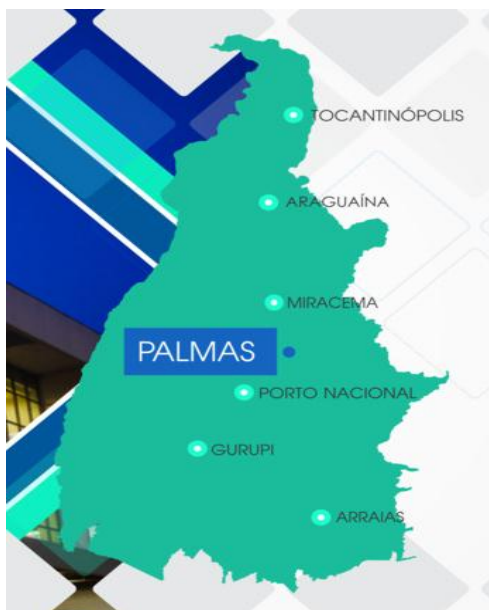 TOCANTINÓPOLIS
ARAGUAÍNA
MIRACEMA
PALMAS
PORTO NACIONAL
GURUPI
ARRAIAS